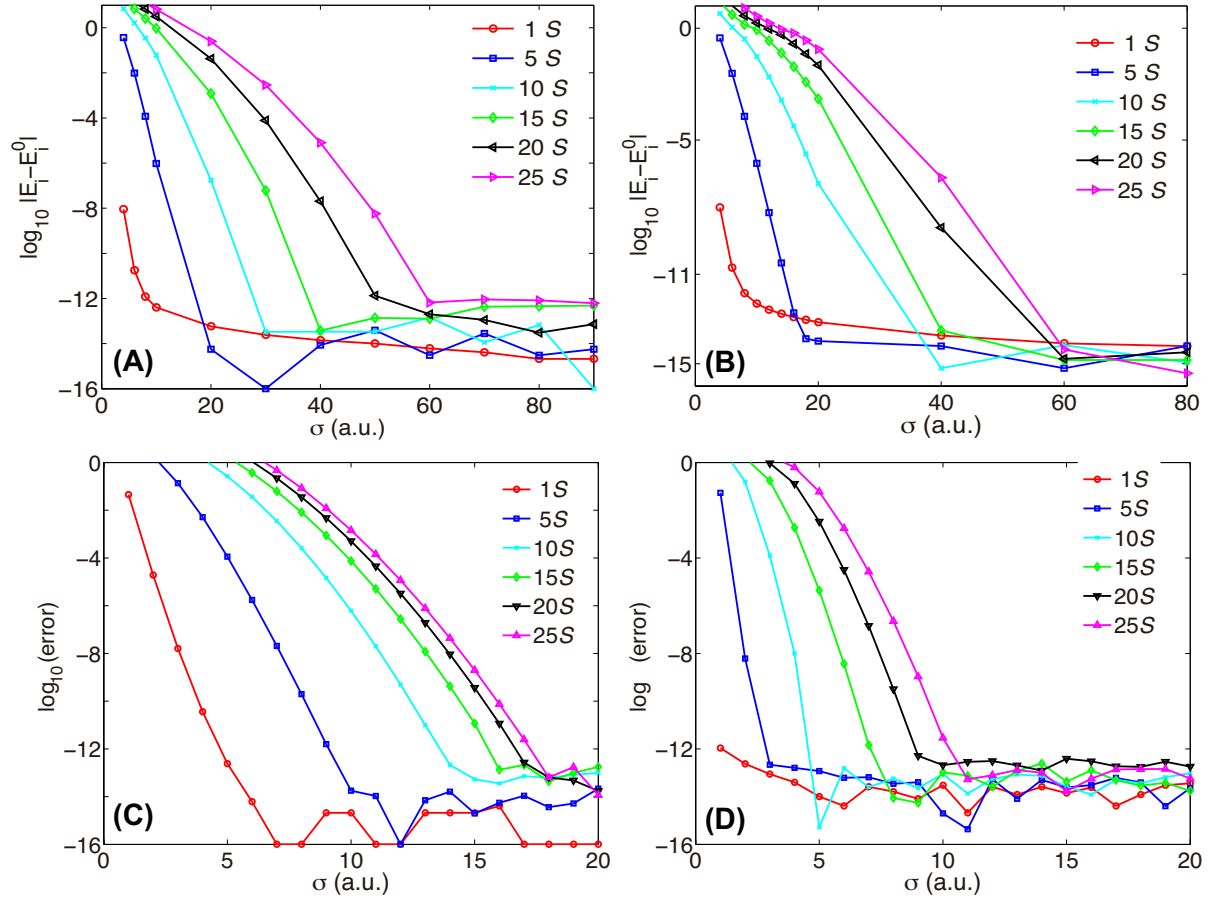 0
−4
−8
−12
−16
log10 |Ei−Ei0|
0
20
40
60
80
σ (a.u.)
(A)
1 S
5 S
10 S
15 S
20 S
25 S
0
−5
−11
−15
log10 |Ei−Ei0|
0
20
40
60
80
σ (a.u.)
(B)
1 S
5 S
10 S
15 S
20 S
25 S
0
−4
−8
−12
−16
log10 (error)
0
5
10
15
20
σ (a.u.)
(C)
1S
5S
10S
15S
20S
25S
0
−4
−8
−12
−16
log (error)
0
5
10
15
20
σ (a.u.)
(D)
1S
5S
10S
15S
20S
25S